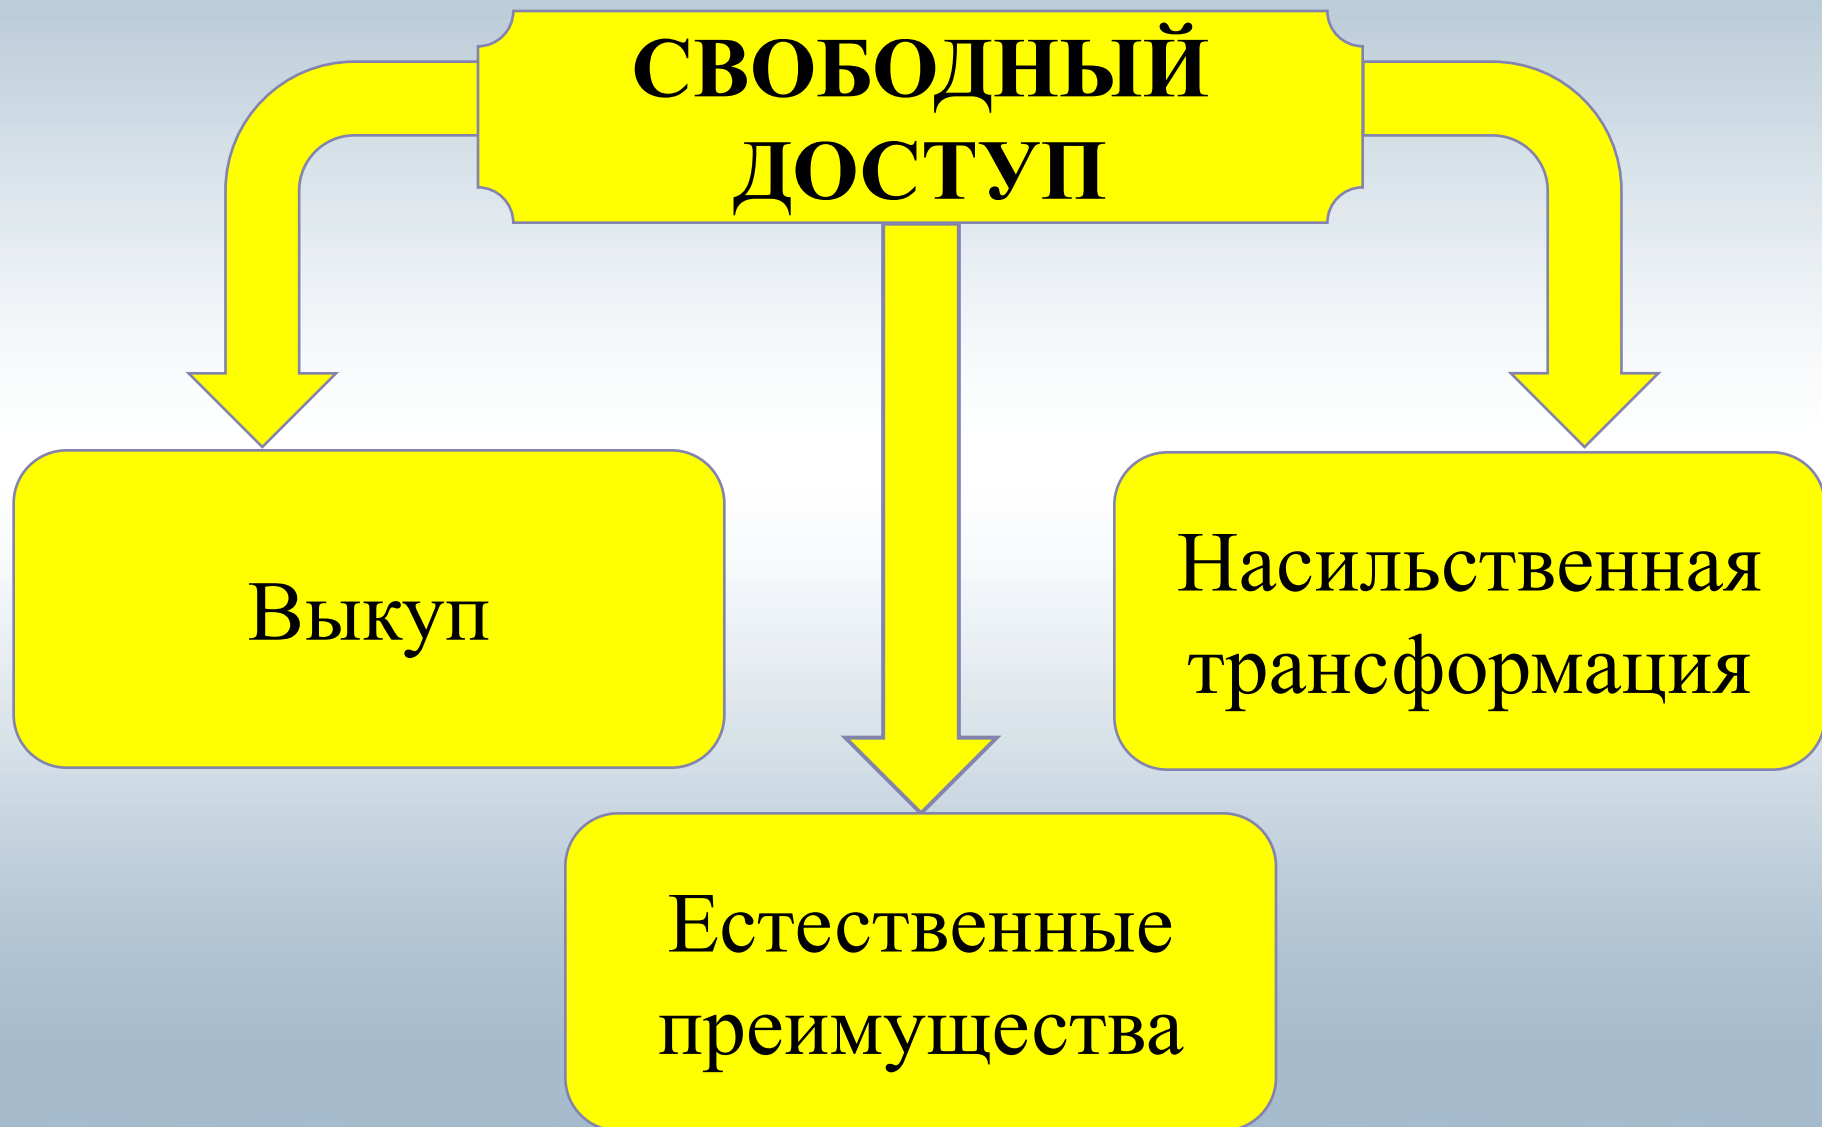 СВОБОДНЫЙ
ДОСТУП
Выкуп
Насильственная
трансформация
Естественные
преимущества